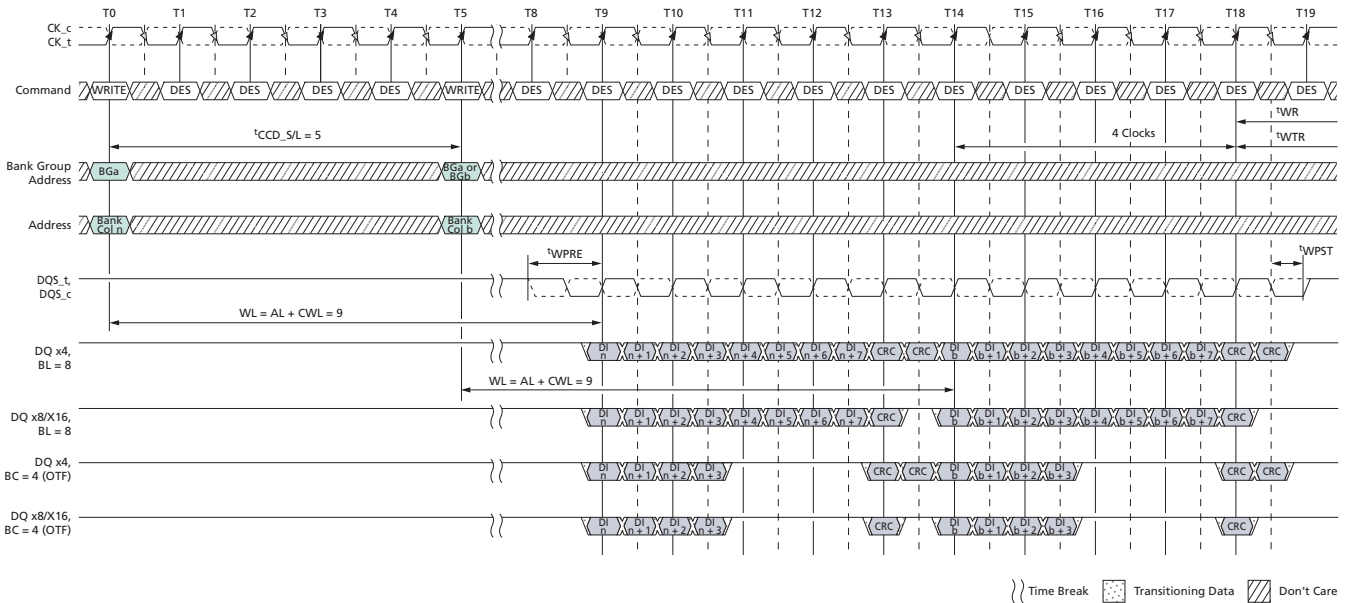 T0 T1 T2 T3 T4 T5 T8 T9 T10 T11 T12 T13 T14 T15 T16 T17 T18 T19
CK_c
CK_t
Command WRITE DES DES DES DES WRITE DES DES DES DES DES DES DES DES DES DES DES DES
tWR
tCCD_S/L = 5
4 Clocks
tWTR
Bank Group
Address
BGa
BGa or
BGb
Address
Bank
Col n
Bank
Col b
tWPRE
tWPST
DQS_t,
DQS_c
WL = AL + CWL = 9
DQ x4,
BL = 8
DI n DI n + 1 DI n + 2 DI n + 3 DI n + 4 DI n + 5 DI n + 6 DI n + 7 CRC CRC DI b DI b + 1 DI b + 2 DI b + 3 DI b + 4 DI b + 5 DI b + 6 DI b + 7 CRC CRC
WL = AL + CWL = 9
DQ x8/X16,
BL = 8
DI n DI n + 1 DI n + 2 DI n + 3 DI n + 4 DI n + 5 DI n + 6 DI n + 7 CRC DI b DI b + 1 DI b + 2 DI b + 3 DI b + 4 DI b + 5 DI b + 6 DI b + 7 CRC
DQ x4,
BC = 4 (OTF)
DI n DI n + 1 DI n + 2 DI n + 3 CRC CRC DI b DI b + 1 DI b + 2 DI b + 3 CRC CRC
DQ x8/X16,
BC = 4 (OTF)
DI n DI n + 1 DI n + 2 DI n + 3 CRC DI b DI b + 1 DI b + 2 DI b + 3 CRC
Time Break Transitioning Data Don't Care